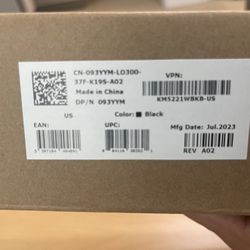 CN-093YYM-LO300-
37F-K19S-A02
Made in China
DP/N 093YYM
VPN:
KM5221WBKB-US
US
Color: ■ Black
EAN:
UPC:
Mfg Date: Jul.2023
REV A02